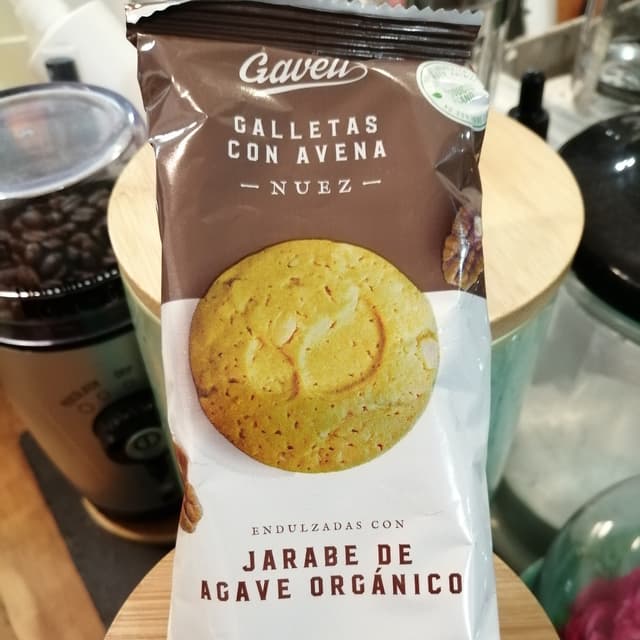 Gaveu
GALLETAS
CON AVENA
— NUEZ —
ENDULZADAS CON
JARABE DE
AGAVE ORGÁNICO